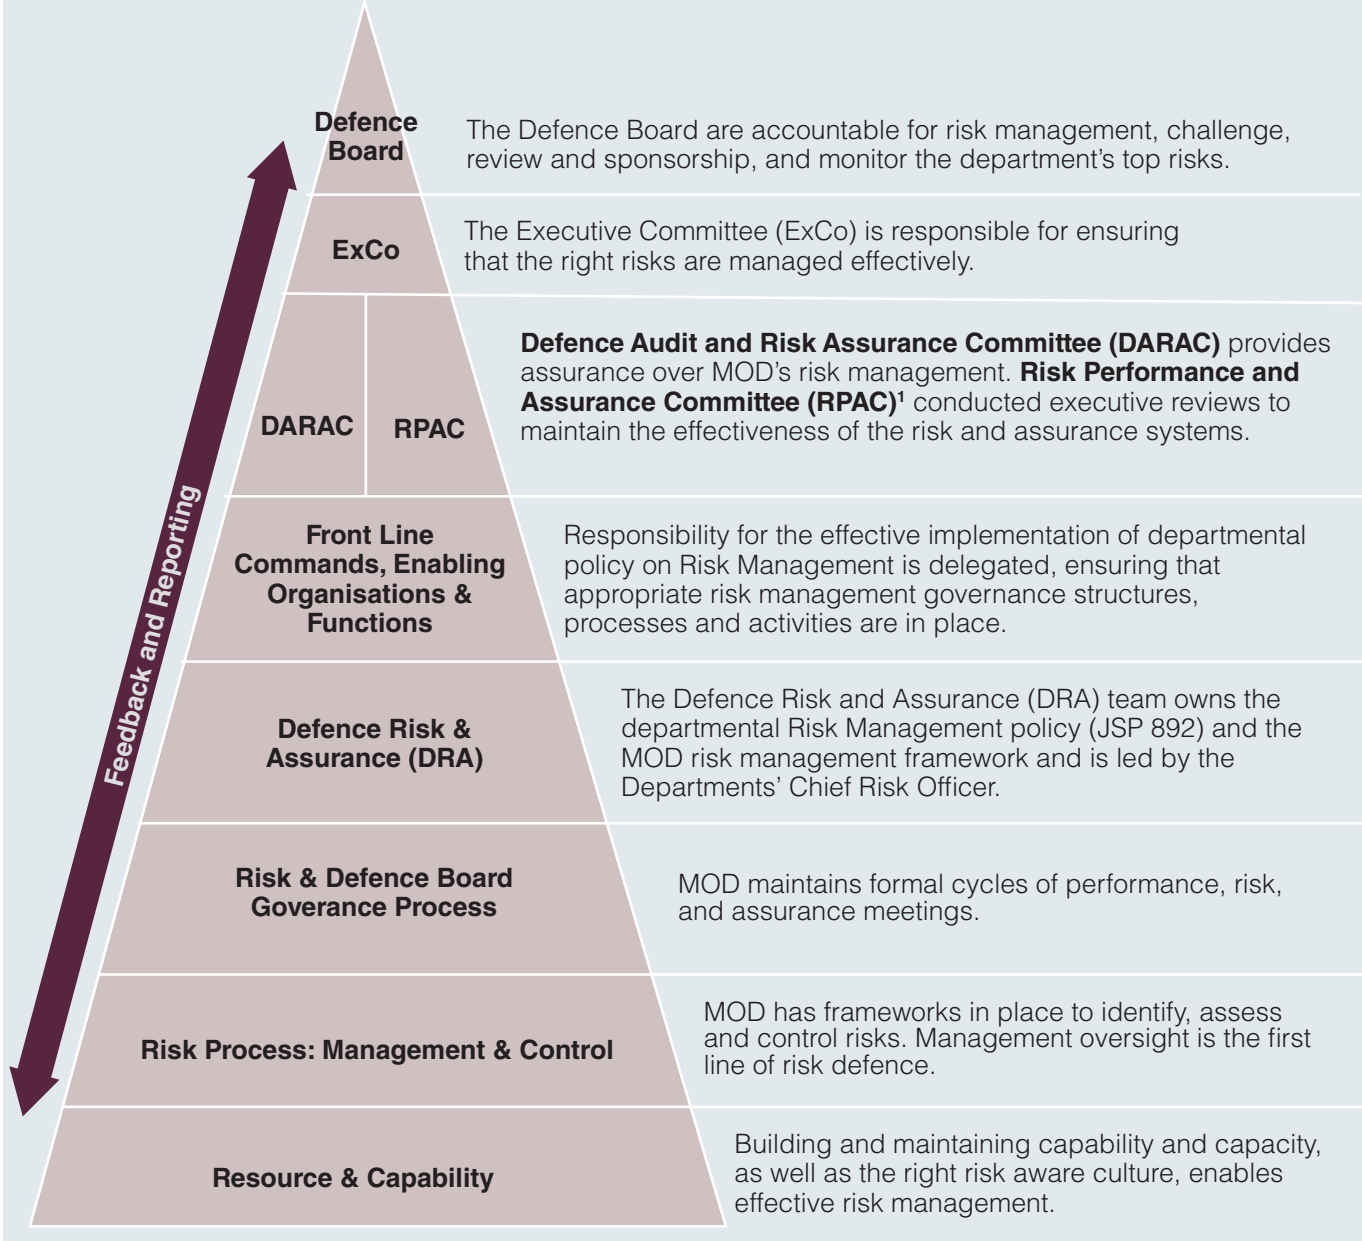 Defence
Board
The Defence Board are accountable for risk management, challenge,
review and sponsorship, and monitor the department’s top risks.
ExCo
The Executive Committee (ExCo) is responsible for ensuring
that the right risks are managed effectively.
DARAC
RPAC
Defence Audit and Risk Assurance Committee (DARAC) provides
assurance over MOD’s risk management. Risk Performance and
Assurance Committee (RPAC)¹ conducted executive reviews to
maintain the effectiveness of the risk and assurance systems.
Feedback and Reporting
Front Line
Commands, Enabling
Organisations &
Functions
Responsibility for the effective implementation of departmental
policy on Risk Management is delegated, ensuring that
appropriate risk management governance structures,
processes and activities are in place.
Defence Risk &
Assurance (DRA)
The Defence Risk and Assurance (DRA) team owns the
departmental Risk Management policy (JSP 892) and the
MOD risk management framework and is led by the
Departments’ Chief Risk Officer.
Risk & Defence Board
Goverance Process
MOD maintains formal cycles of performance, risk,
and assurance meetings.
Risk Process: Management & Control
MOD has frameworks in place to identify, assess
and control risks. Management oversight is the first
line of risk defence.
Resource & Capability
Building and maintaining capability and capacity,
as well as the right risk aware culture, enables
effective risk management.